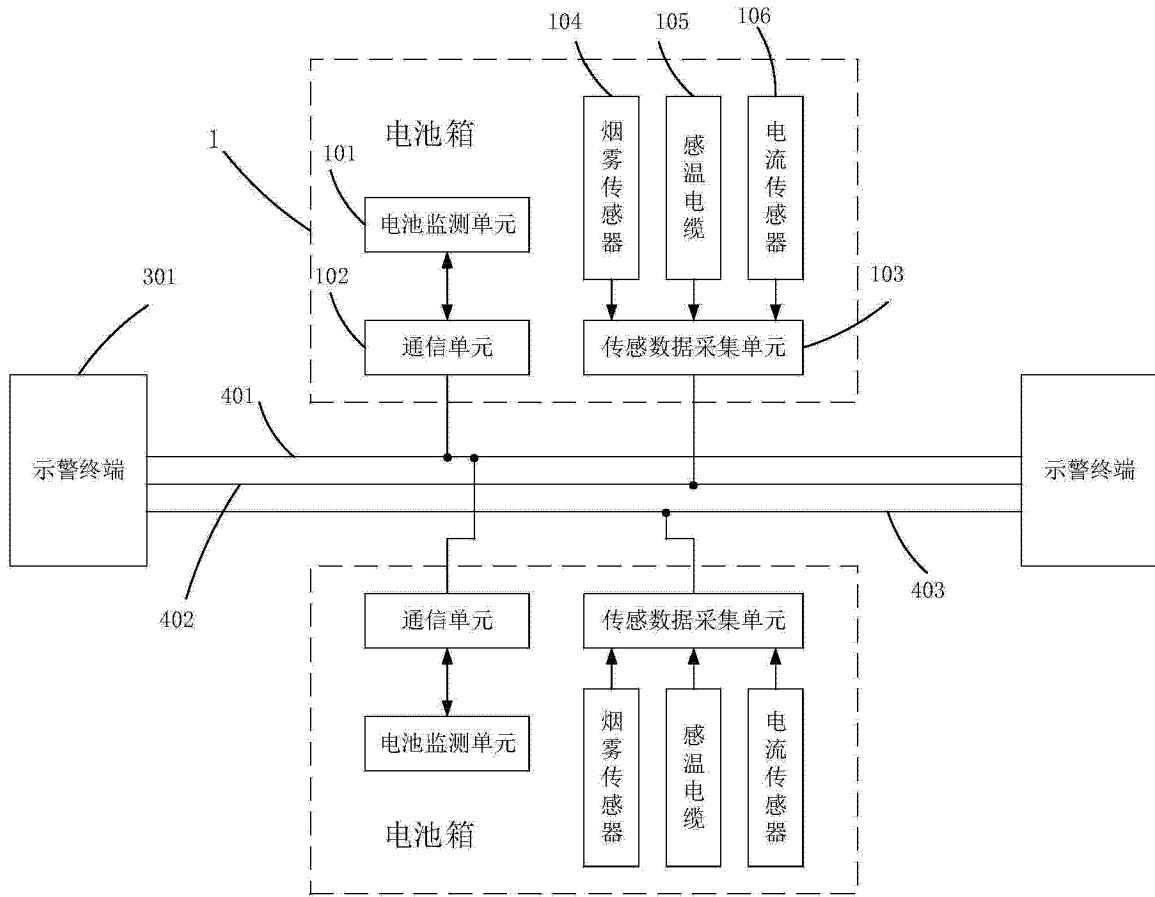 104
105
106
1
电池箱
烟雾传感器
感温电缆
电流传感器
101
电池监测单元
102
103
301
通信单元
传感数据采集单元
401
示警终端
示警终端
402
403
通信单元
传感数据采集单元
电池监测单元
烟雾传感器
感温电缆
电流传感器
电池箱